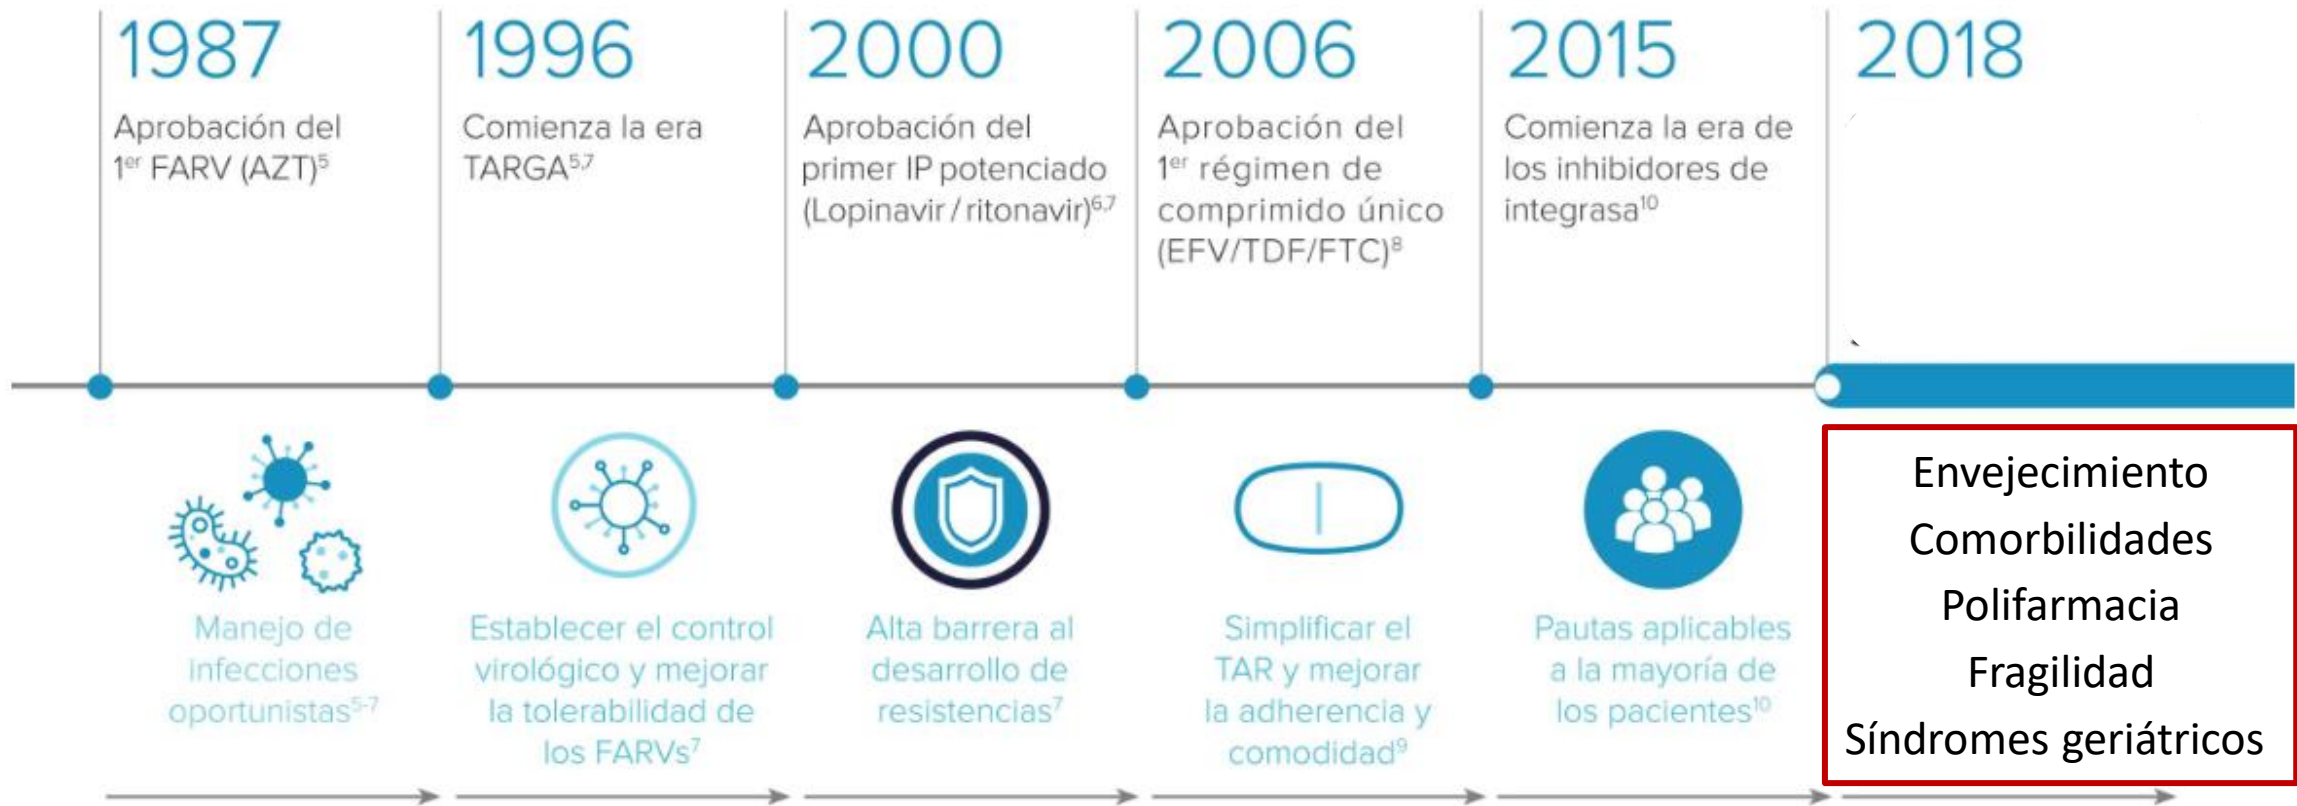 1987
Aprobación del
1er FARV (AZT)5
1996
Comienza la era
TARGA5,7
2000
Aprobación del
primer IP potenciado
(Lopinavir / ritonavir)6,7
2006
Aprobación del
1er régimen de
comprimido único
(EFV/TDF/FTC)8
2015
Comienza la era de
los inhibidores de
integrasa10
2018
Manejo de
infecciones
oportunistas5-7
Establecer el control
virológico y mejorar
la tolerabilidad de
los FARVs7
Alta barrera al
desarrollo de
resistencias7
Simplificar el
TAR y mejorar
la adherencia y
comodidad9
Pautas aplicables
a la mayoría de
los pacientes10
Envejecimiento
Comorbilidades
Polifarmacia
Fragilidad
Síndromes geriátricos